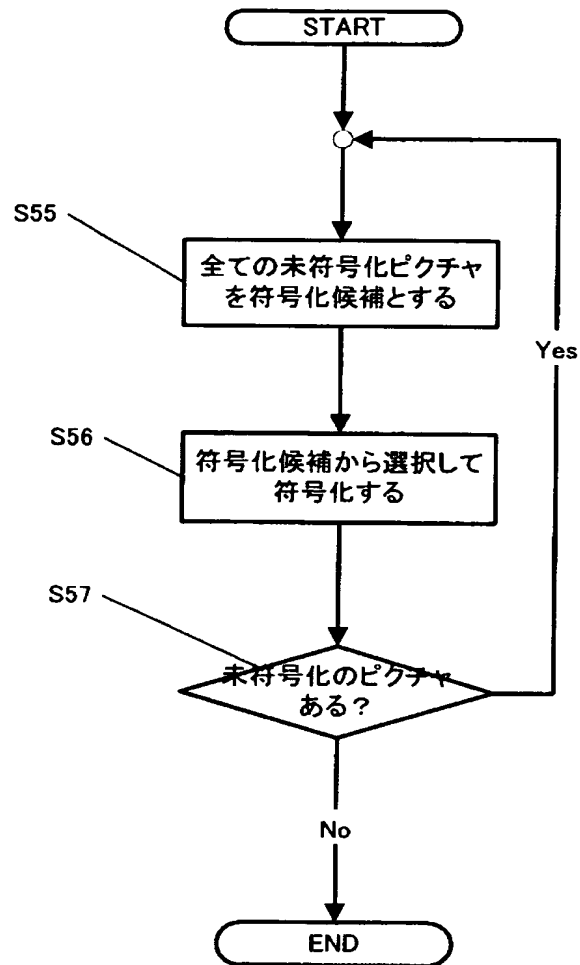 START
S55
全ての未符号化ピクチャ
を符号化候補とする
Yes
S56
符号化候補から選択して
符号化する
S57
未符号化のピクチャ
ある?
No
END